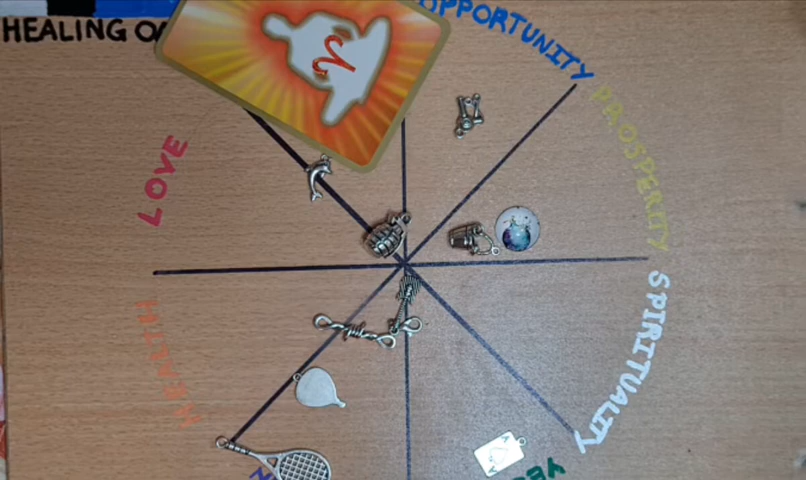 HEALING
OPPORTUNITY
PROSPERITY
LOVE
SPIRITUALITY
HEALTH
A
A